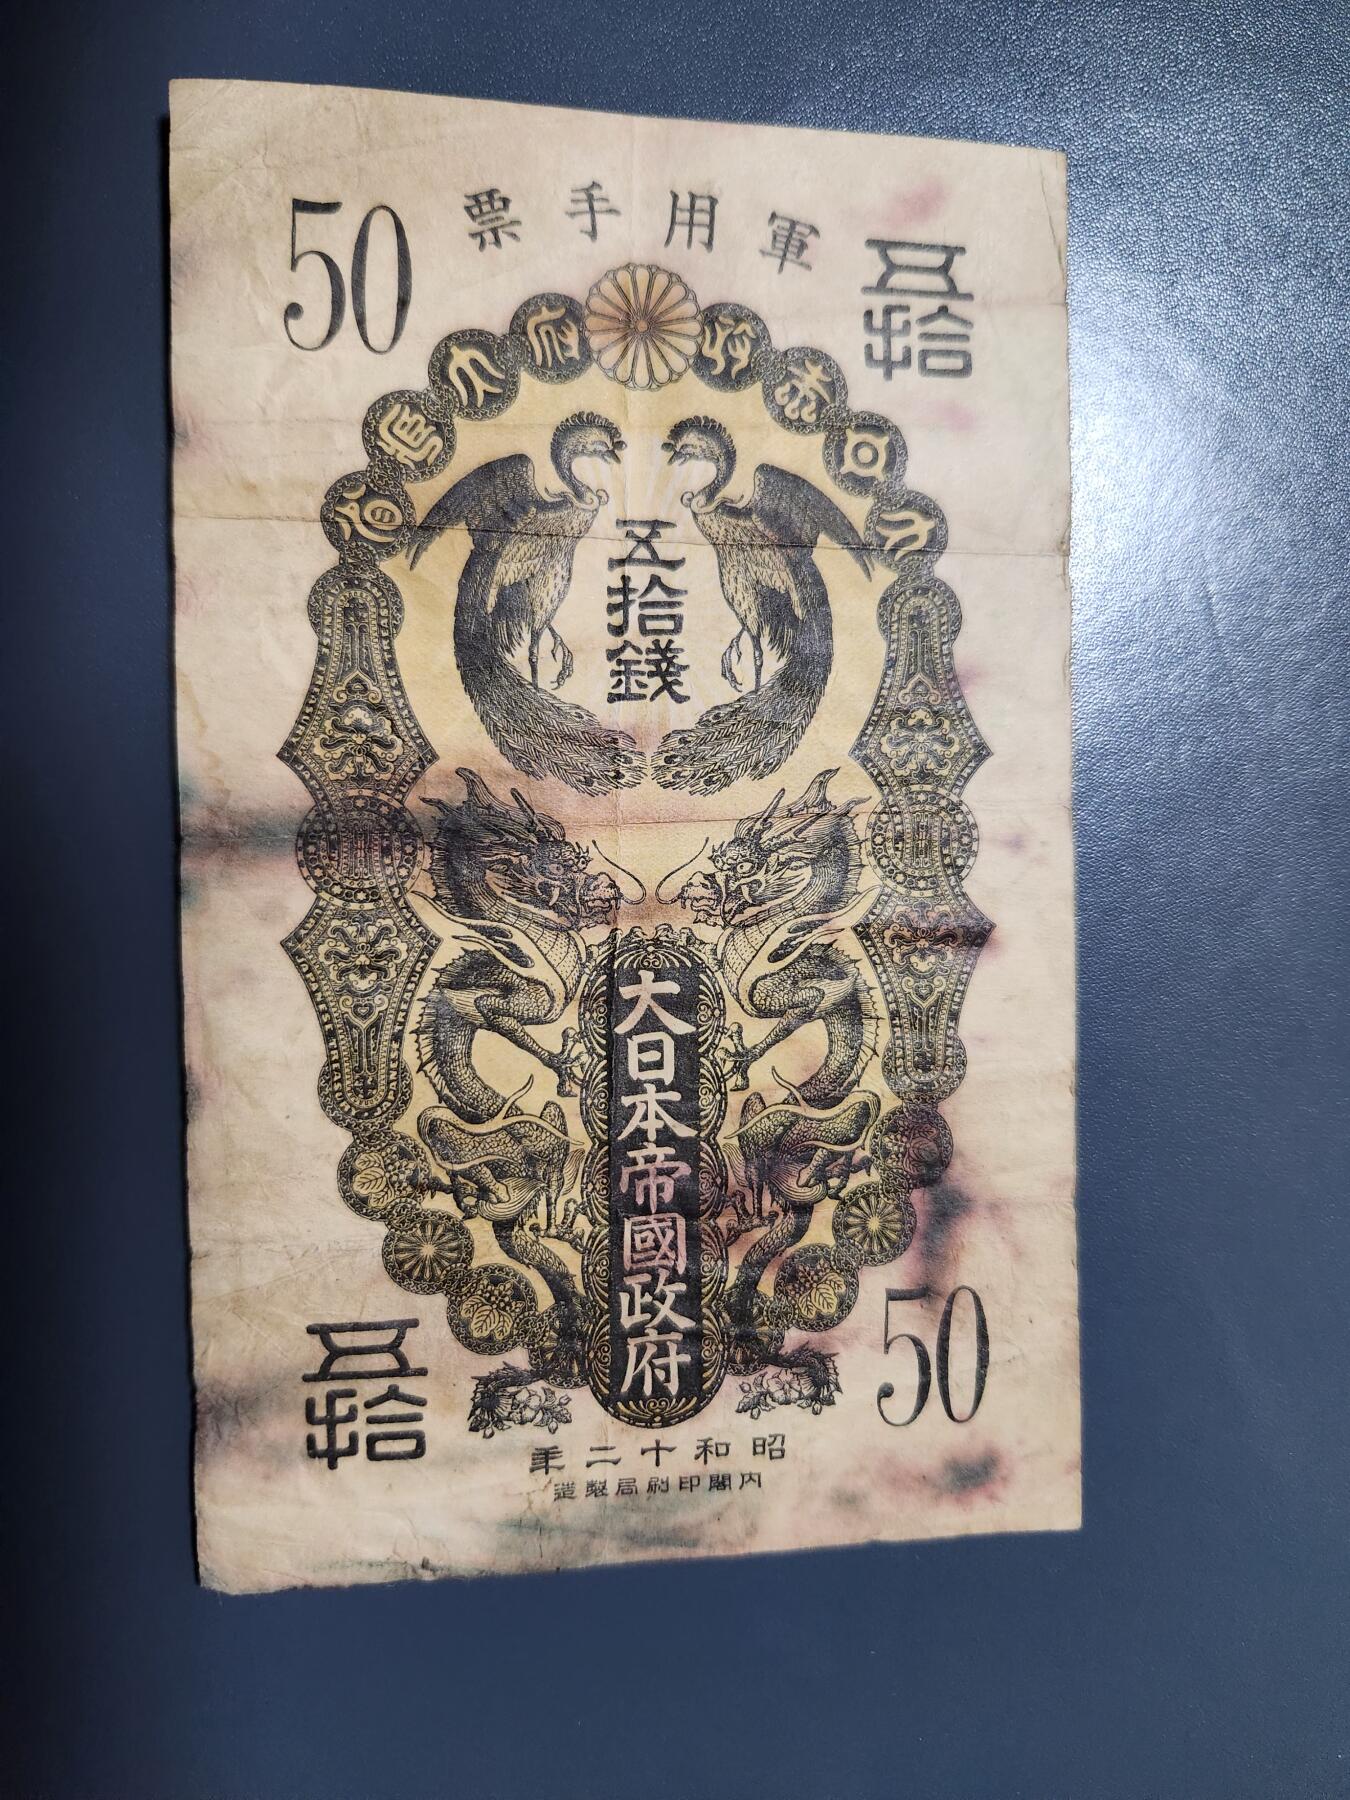 軍用手票
50
五拾
五拾錢
大日本帝國政府
五拾
50
昭和十二年
内閣印刷局製造